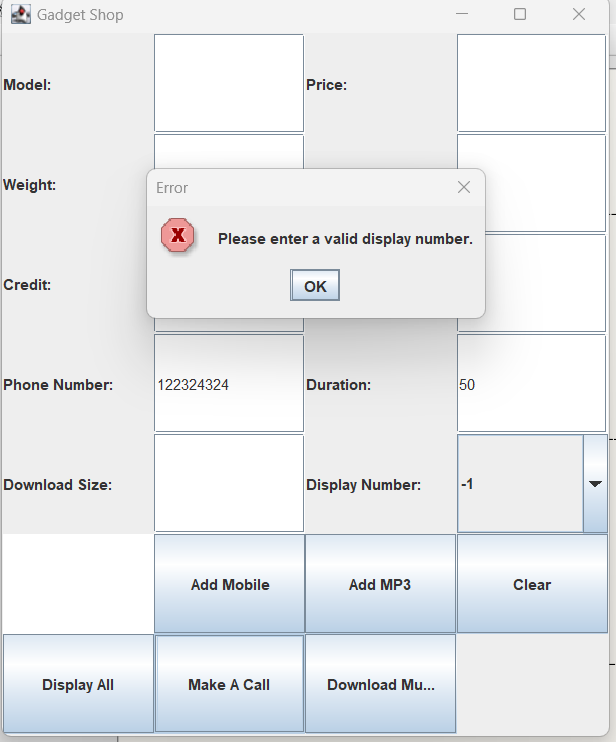 Gadget Shop
Model:
Price:
Weight:
Error
Please enter a valid display number.
OK
Credit:
Phone Number:
122324324
Duration:
50
Download Size:
Display Number:
-1
Add Mobile
Add MP3
Clear
Display All
Make A Call
Download Mu...